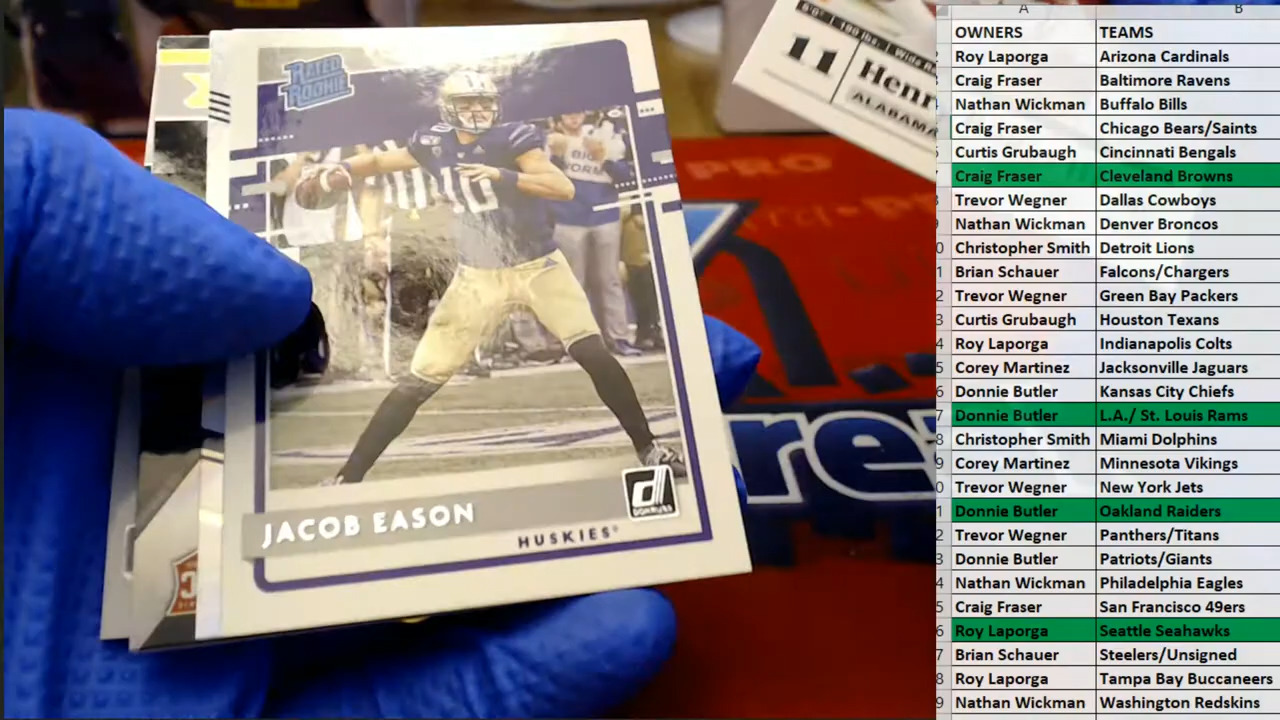 RATED ROOKIE
10
BIG
JACOB EASON
HUSKIES
DONRUSS
11
ALABAMA
PRO
A B
OWNERS TEAMS
Roy Laporga Arizona Cardinals
Craig Fraser Baltimore Ravens
Nathan Wickman Buffalo Bills
Craig Fraser Chicago Bears/Saints
Curtis Grubaugh Cincinnati Bengals
Craig Fraser Cleveland Browns
Trevor Wegner Dallas Cowboys
Nathan Wickman Denver Broncos
Christopher Smith Detroit Lions
Brian Schauer Falcons/Chargers
Trevor Wegner Green Bay Packers
Curtis Grubaugh Houston Texans
Roy Laporga Indianapolis Colts
Corey Martinez Jacksonville Jaguars
Donnie Butler Kansas City Chiefs
Donnie Butler L.A./ St. Louis Rams
Christopher Smith Miami Dolphins
Corey Martinez Minnesota Vikings
Trevor Wegner New York Jets
Donnie Butler Oakland Raiders
Trevor Wegner Panthers/Titans
Donnie Butler Patriots/Giants
Nathan Wickman Philadelphia Eagles
Craig Fraser San Francisco 49ers
Roy Laporga Seattle Seahawks
Brian Schauer Steelers/Unsigned
Roy Laporga Tampa Bay Buccaneers
Nathan Wickman Washington Redskins